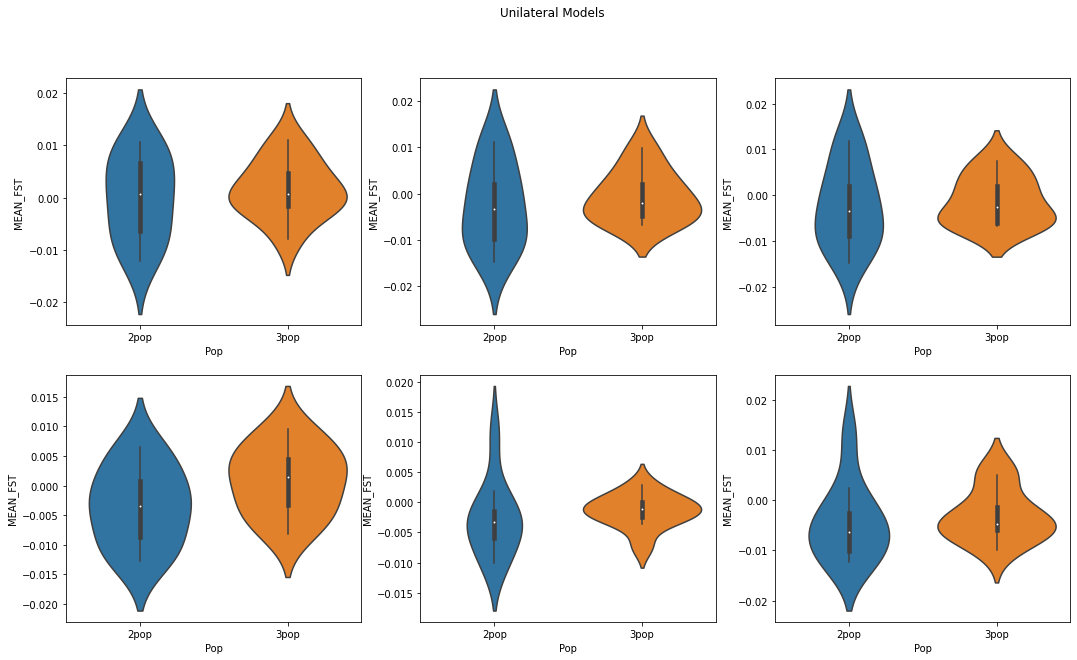 Unilateral Models
0.02
0.01
0.00
−0.01
−0.02
MEAN_FST
2pop
3pop
Pop
0.02
0.01
0.00
−0.01
−0.02
MEAN_FST
2pop
3pop
Pop
0.02
0.01
0.00
−0.01
−0.02
MEAN_FST
2pop
3pop
Pop
0.015
0.010
0.005
0.000
−0.005
−0.010
−0.015
−0.020
MEAN_FST
2pop
3pop
Pop
0.020
0.015
0.010
0.005
0.000
−0.005
−0.010
−0.015
MEAN_FST
2pop
3pop
Pop
0.02
0.01
0.00
−0.01
−0.02
MEAN_FST
2pop
3pop
Pop